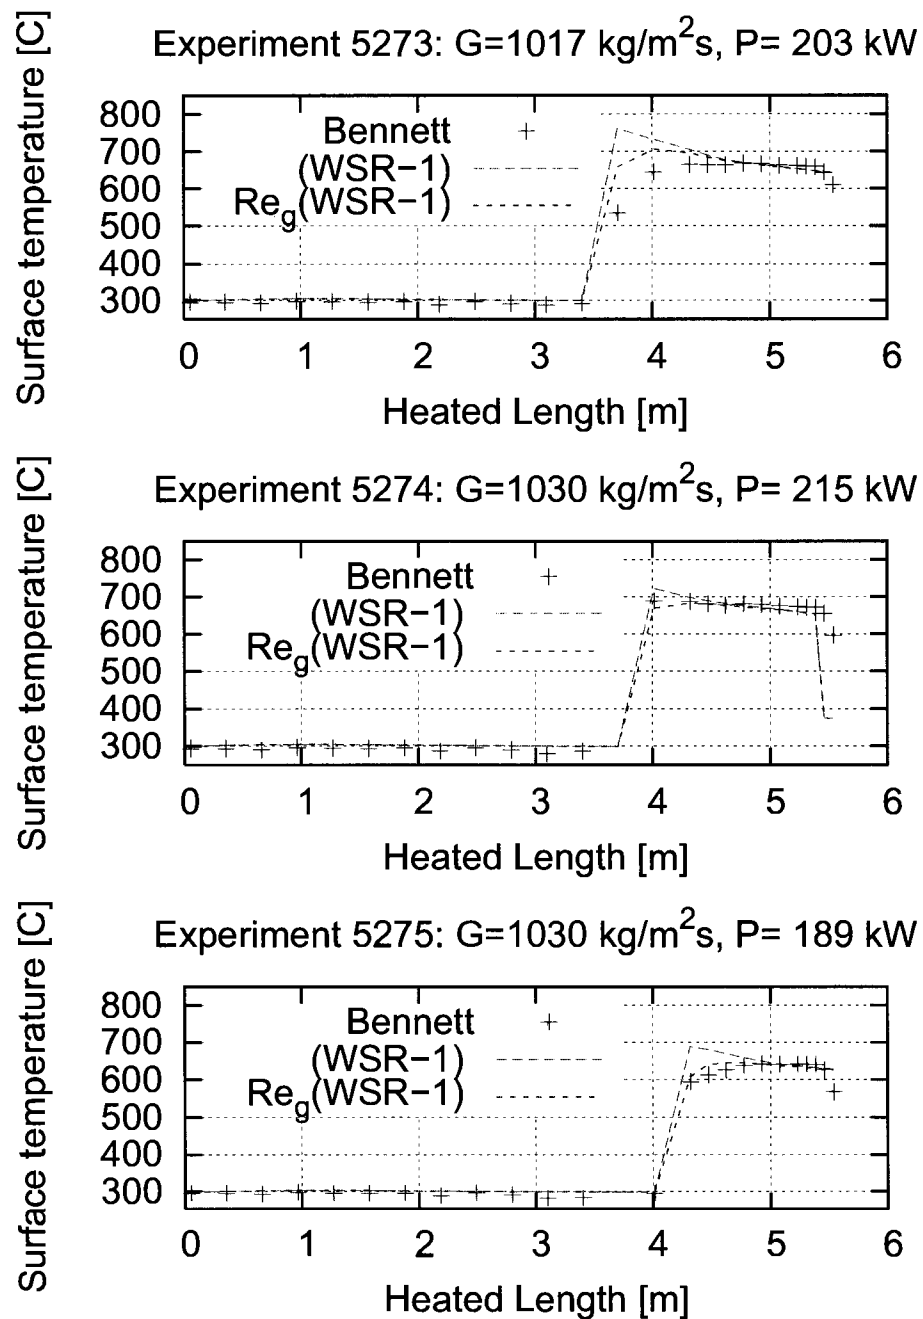 Experiment 5273: G=1017 kg/m²s, P= 203 kW
Surface temperature [C]
800
700
600
500
400
300
Bennett
(WSR−1)
Re_g(WSR−1)
0 1 2 3 4 5 6
Heated Length [m]
Experiment 5274: G=1030 kg/m²s, P= 215 kW
Surface temperature [C]
800
700
600
500
400
300
Bennett
(WSR−1)
Re_g(WSR−1)
0 1 2 3 4 5 6
Heated Length [m]
Experiment 5275: G=1030 kg/m²s, P= 189 kW
Surface temperature [C]
800
700
600
500
400
300
Bennett
(WSR−1)
Re_g(WSR−1)
0 1 2 3 4 5 6
Heated Length [m]